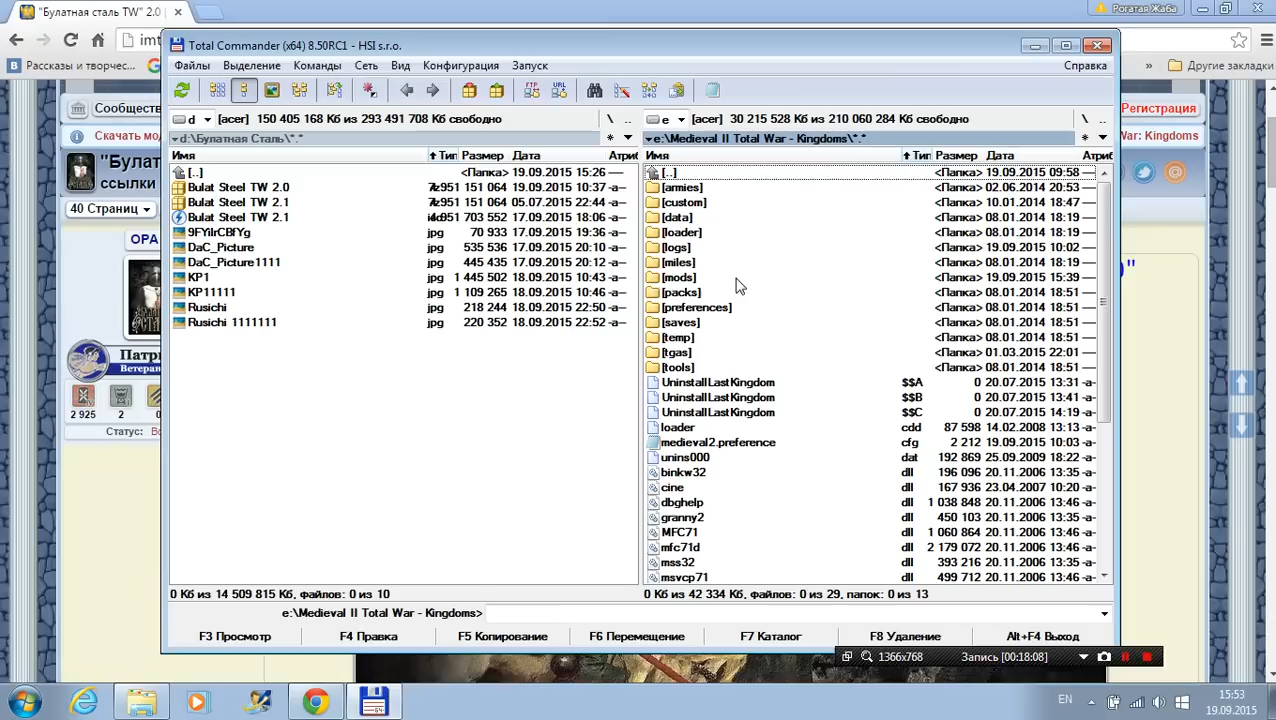 "Булатная сталь TW" 2.0
Рогатая Жаба
imt
Рассказы и творчес...
»
Другие закладки
Total Commander (x64) 8.50RC1 - HSI s.r.o.
Файлы Выделение Команды Сеть Вид Конфигурация Запуск Справка
d [acer] 150 405 168 Кб из 293 491 708 Кб свободно \ ..
e [acer] 30 215 528 Кб из 210 060 284 Кб свободно \ ..
d:\Булатная Сталь\*.* *
e:\Medieval II Total War - Kingdoms\*.* *
Имя Тип Размер Дата Атриб
[..] <Папка> 19.09.2015 15:26 —
Bulat Steel TW 2.0 7z 951 151 064 19.09.2015 10:37 -a--
Bulat Steel TW 2.1 7z 951 151 064 05.07.2015 22:44 -a--
Bulat Steel TW 2.1 951 703 552 17.09.2015 18:06 -a--
9FYilrCBfYg jpg 70 933 17.09.2015 19:36 -a--
DaC_Picture jpg 535 536 17.09.2015 20:10 -a--
DaC_Picture1111 jpg 445 435 17.09.2015 20:12 -a--
KP1 jpg 1 445 502 18.09.2015 10:43 -a--
KP11111 jpg 1 109 265 18.09.2015 10:46 -a--
Rusichi jpg 218 244 18.09.2015 22:50 -a--
Rusichi 1111111 jpg 220 352 18.09.2015 22:52 -a--
0 Кб из 14 509 815 Кб, файлов: 0 из 10
Имя Тип Размер Дата Атриб
[..] <Папка> 19.09.2015 09:58 —
[armies] <Папка> 02.06.2014 20:53 —
[custom] <Папка> 10.01.2014 18:47 —
[data] <Папка> 08.01.2014 18:19 —
[loader] <Папка> 08.01.2014 18:19 —
[logs] <Папка> 19.09.2015 10:02 —
[miles] <Папка> 08.01.2014 18:19 —
[mods] <Папка> 19.09.2015 15:39 —
[packs] <Папка> 08.01.2014 18:51 —
[preferences] <Папка> 08.01.2014 18:51 —
[saves] <Папка> 08.01.2014 18:51 —
[temp] <Папка> 08.01.2014 18:51 —
[tgas] <Папка> 01.03.2015 22:01 —
[tools] <Папка> 08.01.2014 18:51 —
UninstallLastKingdom $$A 0 20.07.2015 13:31 -a-
UninstallLastKingdom $$B 0 20.07.2015 13:41 -a-
UninstallLastKingdom $$C 0 20.07.2015 14:19 -a-
loader cdd 87 598 14.02.2008 13:13 -a-
medieval2.preference cfg 2 212 19.09.2015 10:03 -a-
unins000 dat 192 869 25.09.2009 18:22 -a-
binkw32 dll 196 096 20.11.2006 13:35 -a-
cine dll 167 936 23.04.2007 10:20 -a-
dbghelp dll 1 038 848 20.11.2006 13:46 -a-
granny2 dll 450 103 20.11.2006 13:35 -a-
MFC71 dll 1 060 864 20.11.2006 13:46 -a-
mfc71d dll 2 179 072 20.11.2006 13:46 -a-
mss32 dll 393 216 20.11.2006 13:35 -a-
msvcp71 dll 499 712 20.11.2006 13:46 -a-
0 Кб из 42 334 Кб, файлов: 0 из 29, папок: 0 из 13
e:\Medieval II Total War - Kingdoms>
F3 Просмотр F4 Правка F5 Копирование F6 Перемещение F7 Каталог F8 Удаление Alt+F4 Выход
1366x768 Запись [00:18:08]
Сообществ
Скачать мо
"Булат
ссылки
40 Страниц
ОРА
Патри
Ветеран
2 925 2
Статус:
Регистрация
War: Kingdoms
)"
EN
15:53
19.09.2015